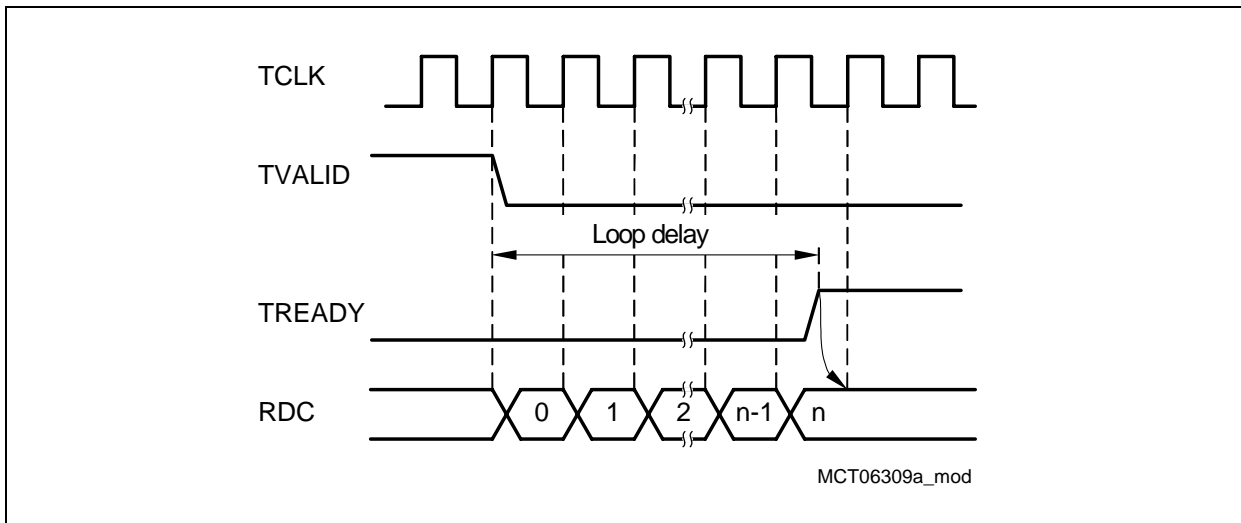 TCLK
TVALID
Loop delay
TREADY
RDC
0 1 2 n-1 n
MCT06309a_mod